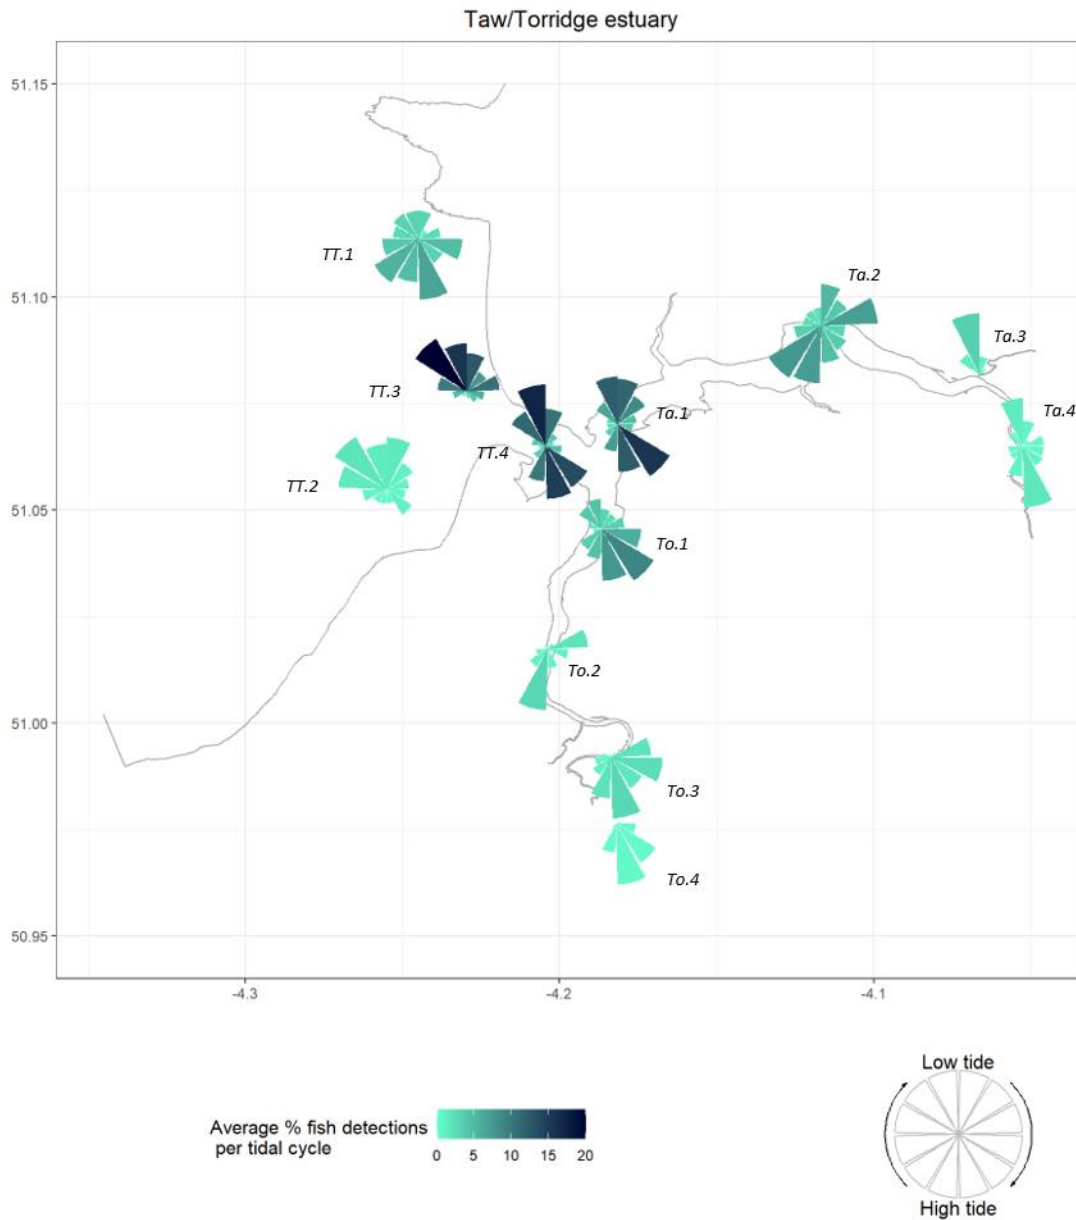 Taw/Torridge estuary
51.15
51.10
51.05
51.00
50.95
TT.1
Ta.2
Ta.3
TT.3
Ta.1
Ta.4
TT.4
TT.2
To.1
To.2
To.3
To.4
-4.3
-4.2
-4.1
Average % fish detections
per tidal cycle
0 5 10 15 20
Low tide
High tide